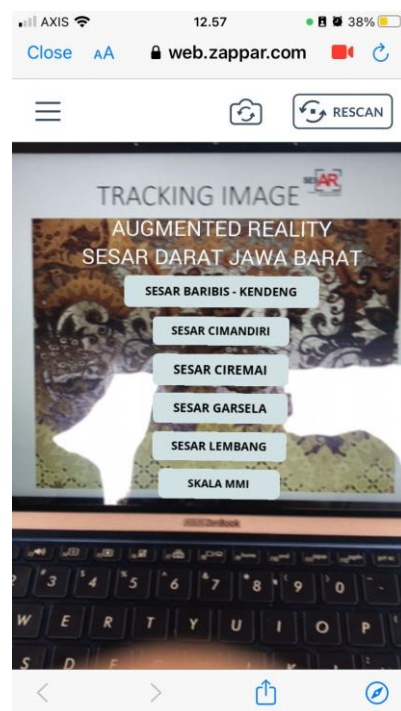 AXIS 12.57 38%
Close AA web.zappar.com
RESCAN
TRACKING IMAGE SESAR
AUGMENTED REALITY
SESAR DARAT JAWA BARAT
SESAR BARIBIS - KENDENG
SESAR CIMANDIRI
SESAR CIREMAI
SESAR GARSELA
SESAR LEMBANG
SKALA MMI
ASUS ZenBook
3 4 5 6 7 8 9 0
W E R T Y U I O P
S D F